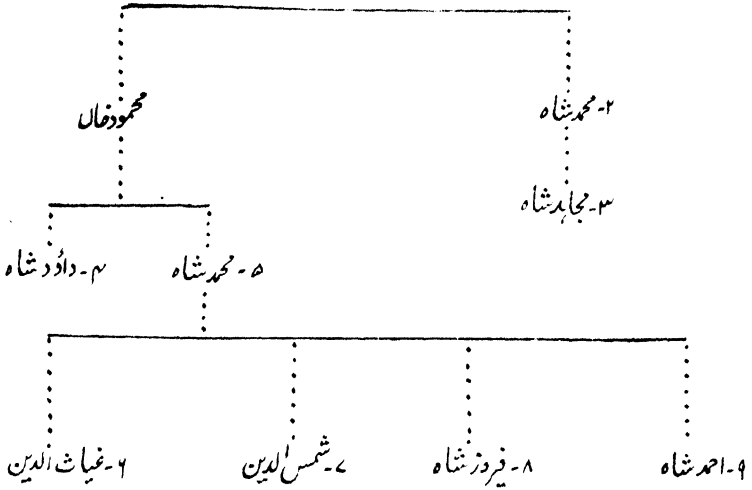 ۲۔ محمد شاہ
محمود خاں
۳۔ مجاہد شاہ
۵۔ محمد شاہ
۴۔ داؤد شاہ
۹۔ احمد شاہ
۸۔ فیروز شاہ
۷۔ شمس الدین
۶۔ غیاث الدین